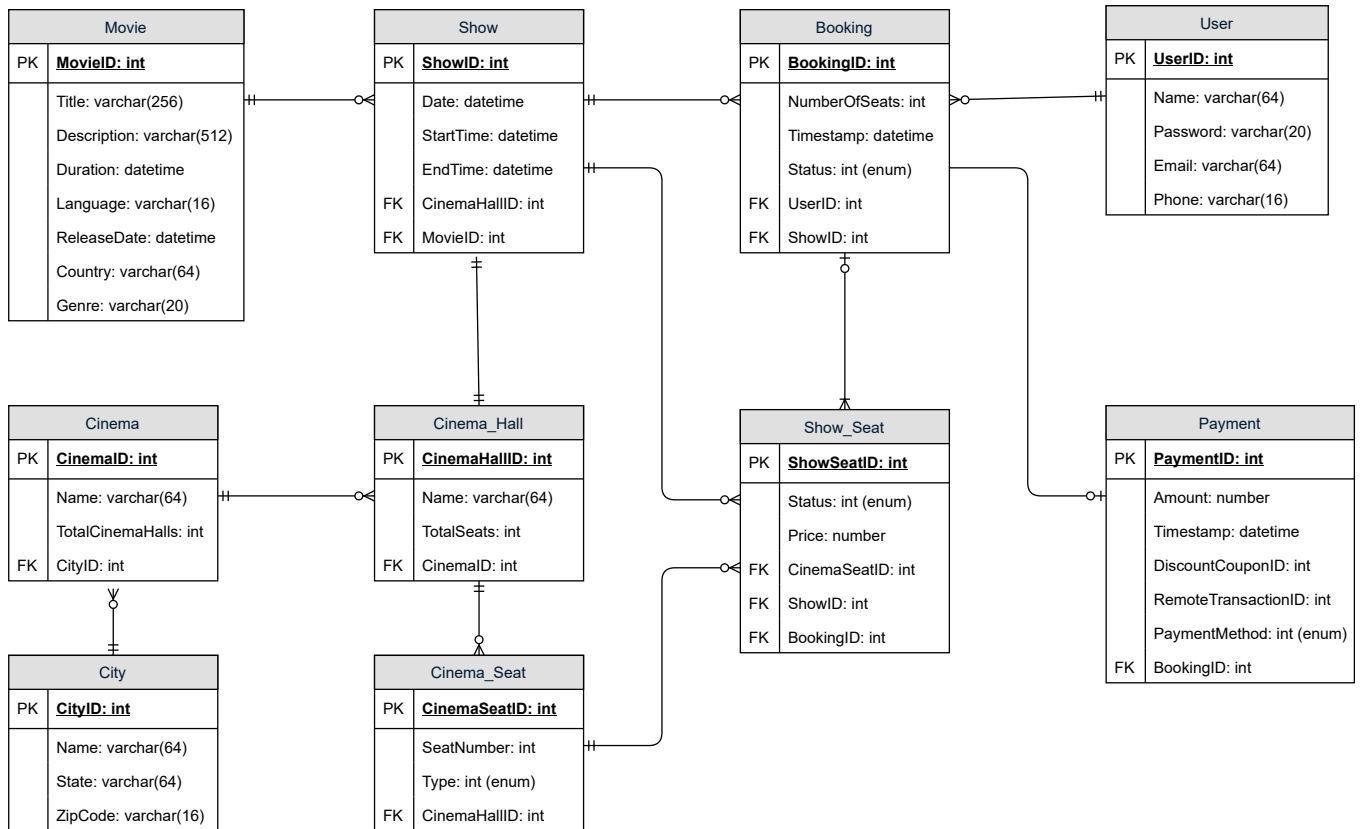 Movie
PK MovieID: int
Title: varchar(256)
Description: varchar(512)
Duration: datetime
Language: varchar(16)
ReleaseDate: datetime
Country: varchar(64)
Genre: varchar(20)
Show
PK ShowID: int
Date: datetime
StartTime: datetime
EndTime: datetime
FK CinemaHallID: int
FK MovieID: int
Booking
PK BookingID: int
NumberOfSeats: int
Timestamp: datetime
Status: int (enum)
FK UserID: int
FK ShowID: int
User
PK UserID: int
Name: varchar(64)
Password: varchar(20)
Email: varchar(64)
Phone: varchar(16)
Cinema
PK CinemaID: int
Name: varchar(64)
TotalCinemaHalls: int
FK CityID: int
Cinema_Hall
PK CinemaHallID: int
Name: varchar(64)
TotalSeats: int
FK CinemaID: int
Show_Seat
PK ShowSeatID: int
Status: int (enum)
Price: number
FK CinemaSeatID: int
FK ShowID: int
FK BookingID: int
Payment
PK PaymentID: int
Amount: number
Timestamp: datetime
DiscountCouponID: int
RemoteTransactionID: int
PaymentMethod: int (enum)
FK BookingID: int
City
PK CityID: int
Name: varchar(64)
State: varchar(64)
ZipCode: varchar(16)
Cinema_Seat
PK CinemaSeatID: int
SeatNumber: int
Type: int (enum)
FK CinemaHallID: int